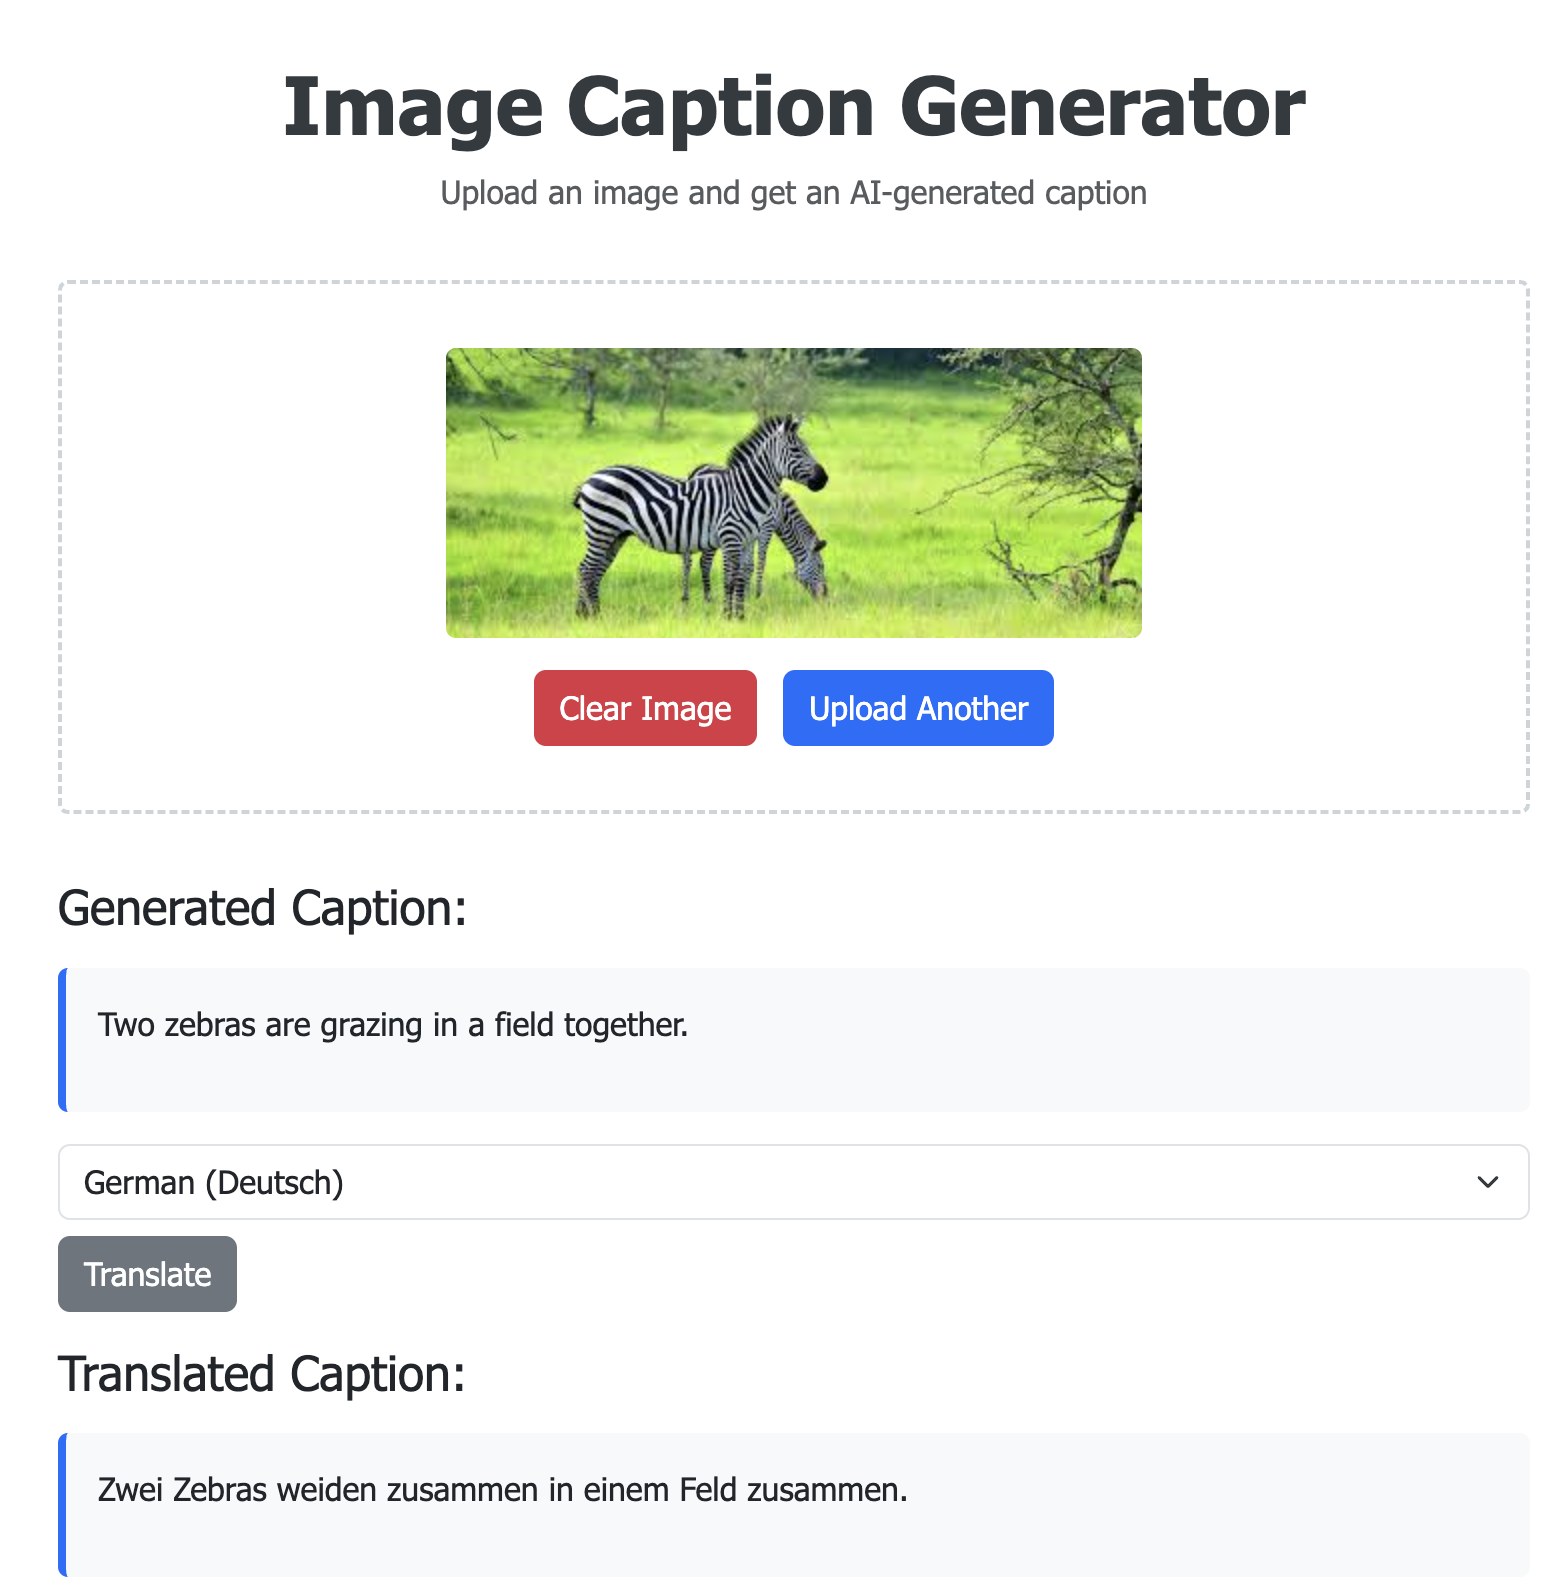 Image Caption Generator
Upload an image and get an AI-generated caption
Clear Image
Upload Another
Generated Caption:
Two zebras are grazing in a field together.
German (Deutsch)
Translate
Translated Caption:
Zwei Zebras weiden zusammen in einem Feld zusammen.